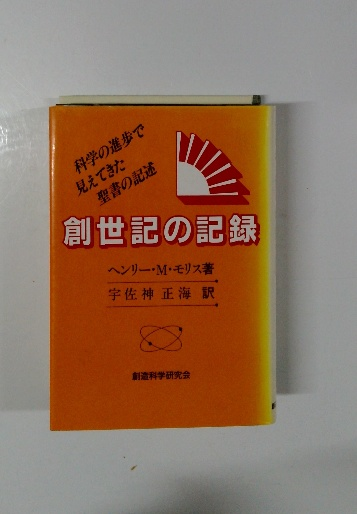 科学の進歩で
見えてきた
聖書の記述
創世記の記録
ヘンリー・M・モリス著
宇佐神正海 訳
創造科学研究会